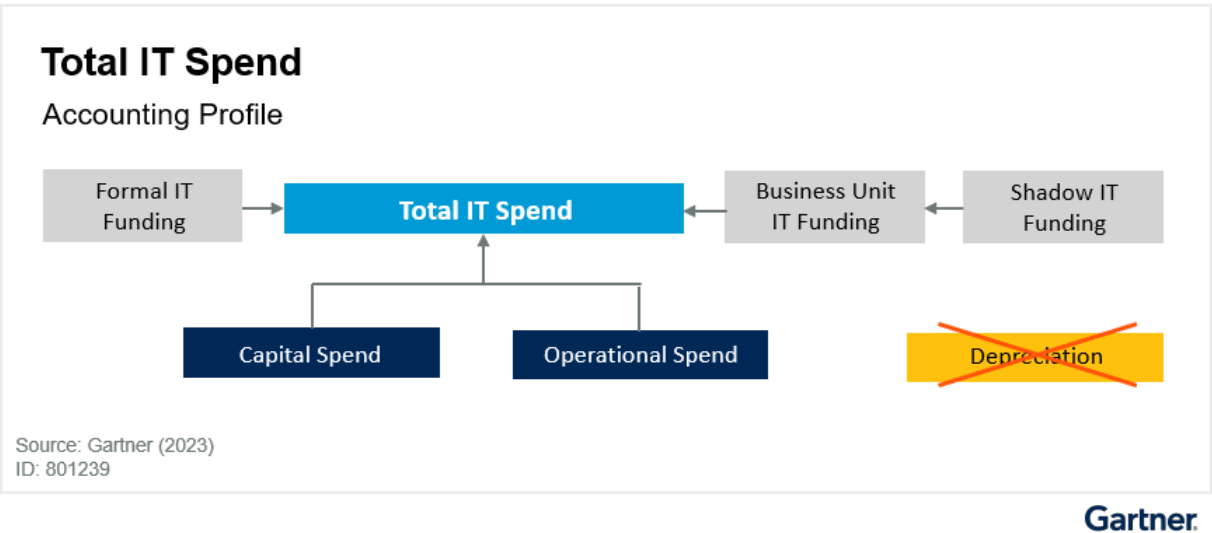 Total IT Spend
Accounting Profile
Formal IT
Funding
Total IT Spend
Business Unit
IT Funding
Shadow IT
Funding
Capital Spend
Operational Spend
Depreciation
Source: Gartner (2023)
ID: 801239
Gartner